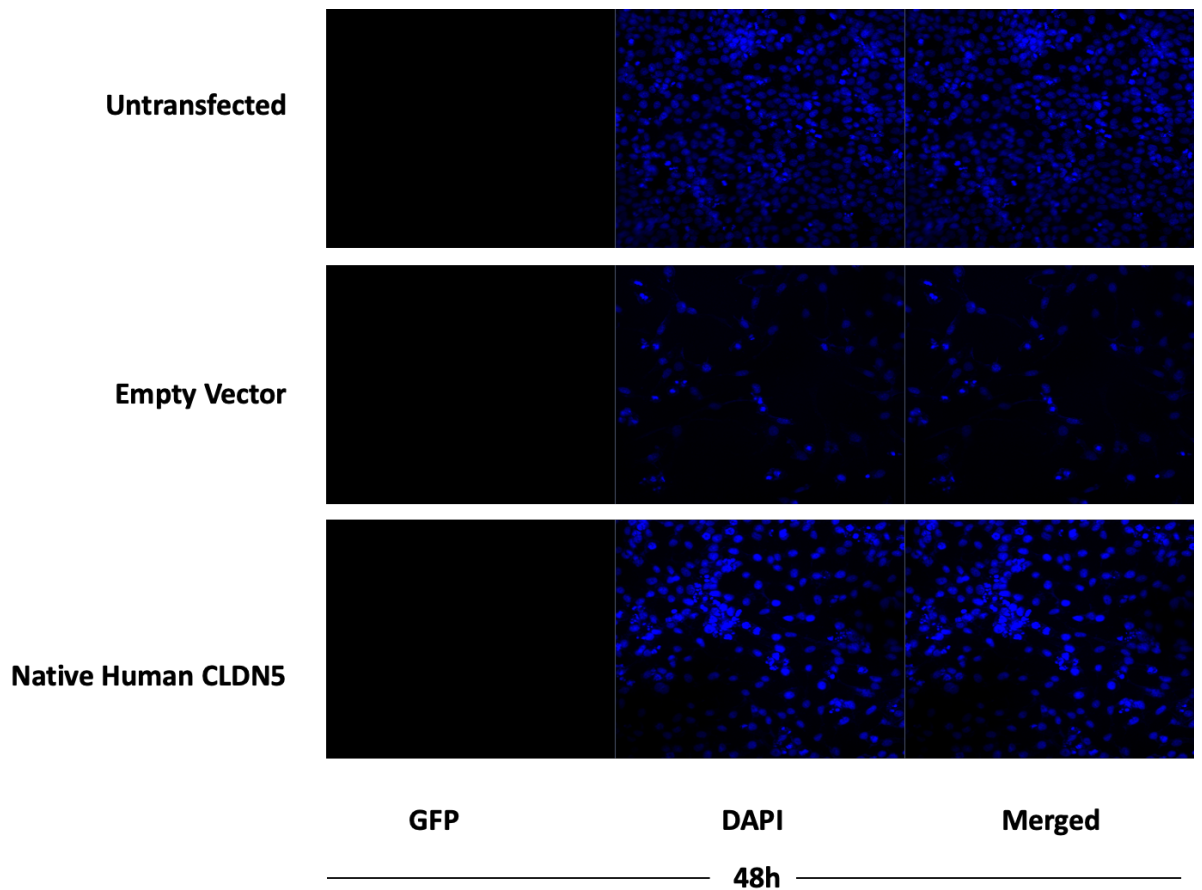 Untransfected
Empty Vector
Native Human CLDN5
GFP DAPI Merged
48h